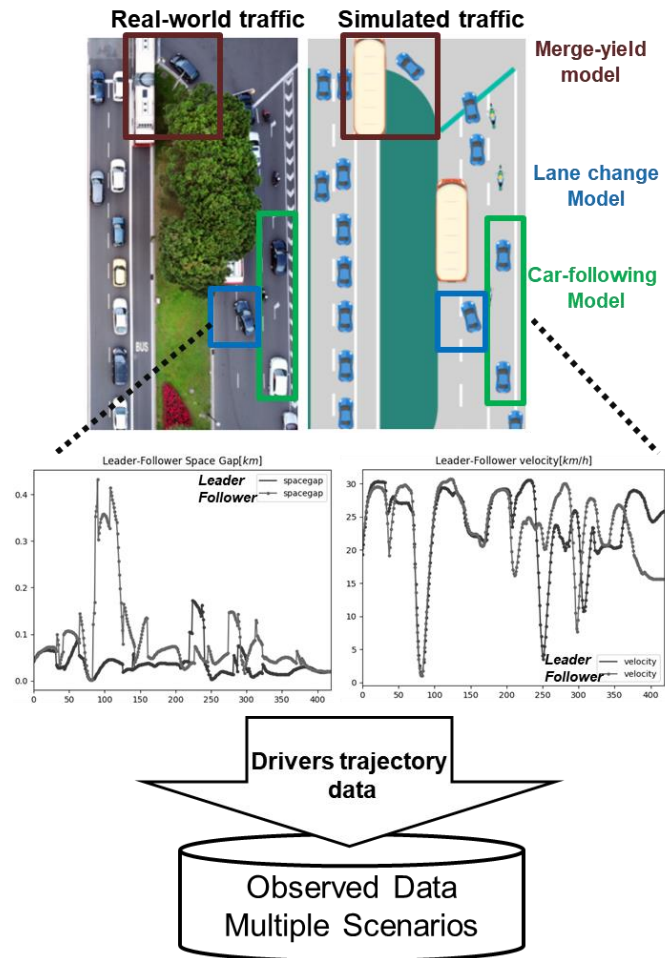 Real-world traffic
Simulated traffic
Merge-yield
model
Lane change
Model
Car-following
Model
BUS
Leader-Follower Space Gap[km]
Leader
Follower
spacegap
spacegap
0.4
0.3
0.2
0.1
0.0
0
50
100
150
200
250
300
350
400
Leader-Follower velocity[km/h]
30
25
20
15
10
5
0
Leader
Follower
velocity
velocity
0
50
100
150
200
250
300
350
400
Drivers trajectory
data
Observed Data
Multiple Scenarios